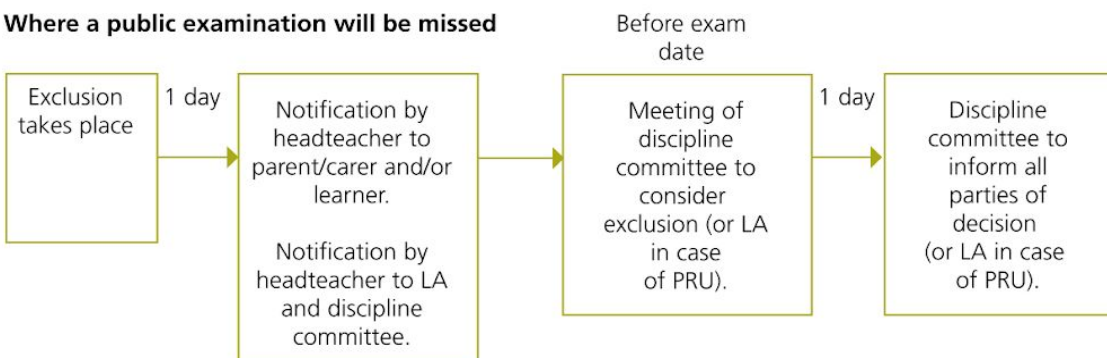 Where a public examination will be missed
Before exam
date
Exclusion
takes place
1 day
Notification by
headteacher to
parent/carer and/or
learner.
Notification by
headteacher to LA
and discipline
committee.
Meeting of
discipline
committee to
consider
exclusion (or LA
in case
of PRU).
1 day
Discipline
committee to
inform all
parties of
decision
(or LA in case
of PRU).